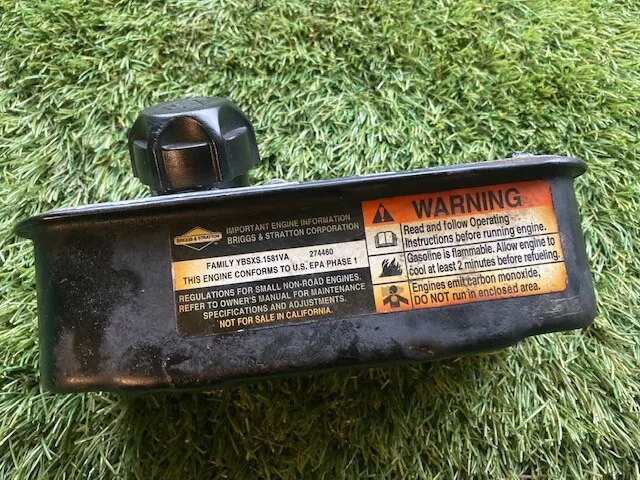 BRIGGS & STRATTON
IMPORTANT ENGINE INFORMATION
BRIGGS & STRATTON CORPORATION
FAMILY YBSXS.1581VA 274460
THIS ENGINE CONFORMS TO U.S. EPA PHASE 1
REGULATIONS FOR SMALL NON-ROAD ENGINES.
REFER TO OWNER'S MANUAL FOR MAINTENANCE
SPECIFICATIONS AND ADJUSTMENTS.
NOT FOR SALE IN CALIFORNIA.
WARNING
Read and follow Operating
Instructions before running engine.
Gasoline is flammable. Allow engine to
cool at least 2 minutes before refueling.
Engines emit carbon monoxide,
DO NOT run in enclosed area.